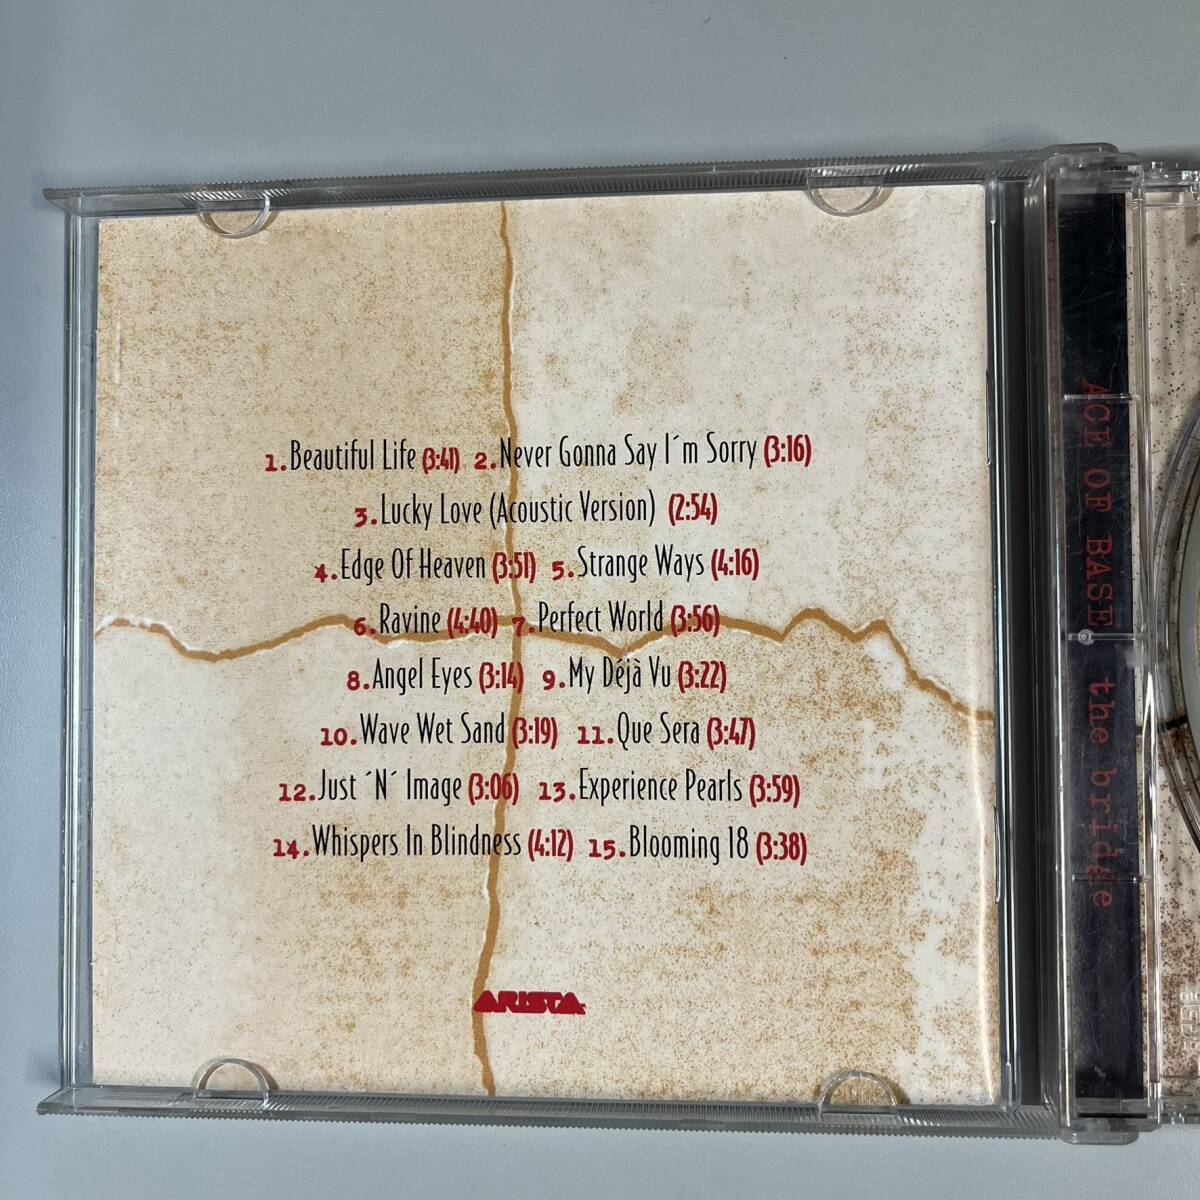 1. Beautiful Life (3:41) 2. Never Gonna Say I´m Sorry (3:16)
3. Lucky Love (Acoustic Version) (2:54)
4. Edge Of Heaven (3:51) 5. Strange Ways (4:16)
6. Ravine (4:40) 7. Perfect World (3:56)
8. Angel Eyes (3:14) 9. My Déjà Vu (3:22)
10. Wave Wet Sand (3:19) 11. Que Sera (3:47)
12. Just ´N´ Image (3:06) 13. Experience Pearls (3:59)
14. Whispers In Blindness (4:12) 15. Blooming 18 (3:38)
ARISTA
ACE OF BASE the bridge